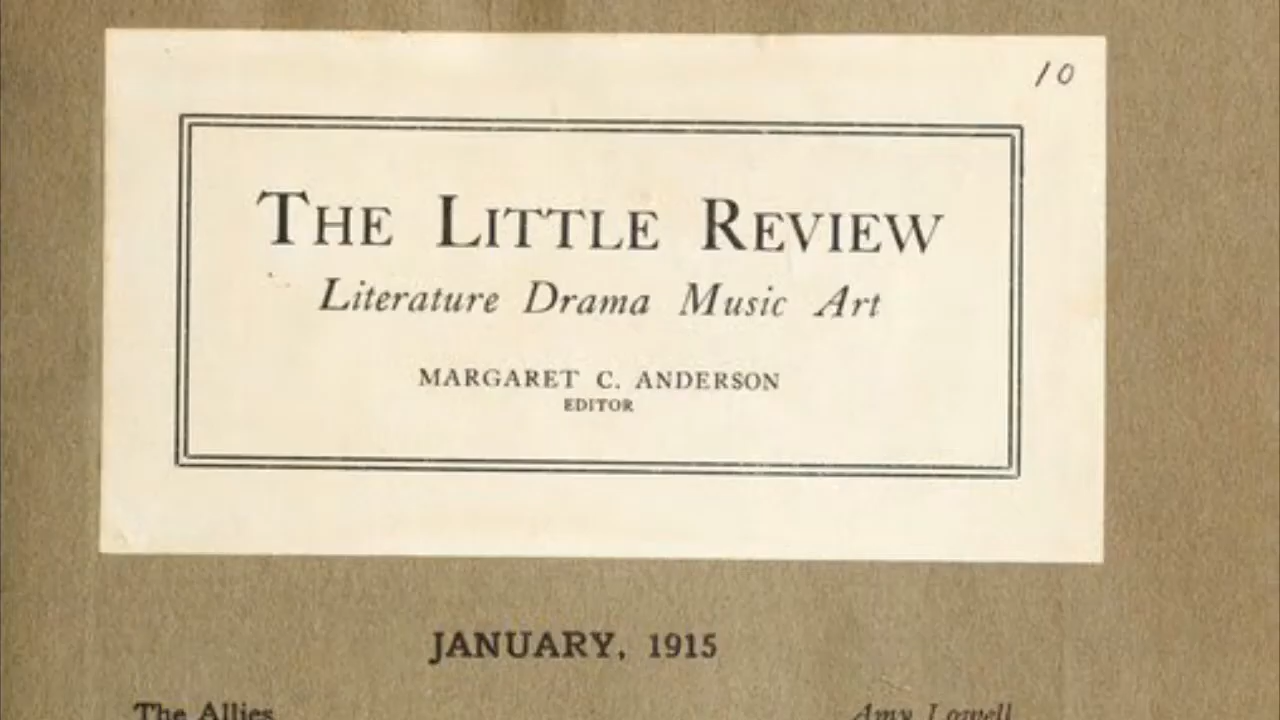 10
THE LITTLE REVIEW
Literature Drama Music Art
MARGARET C. ANDERSON
EDITOR
JANUARY, 1915
The Allies Amy Lowell